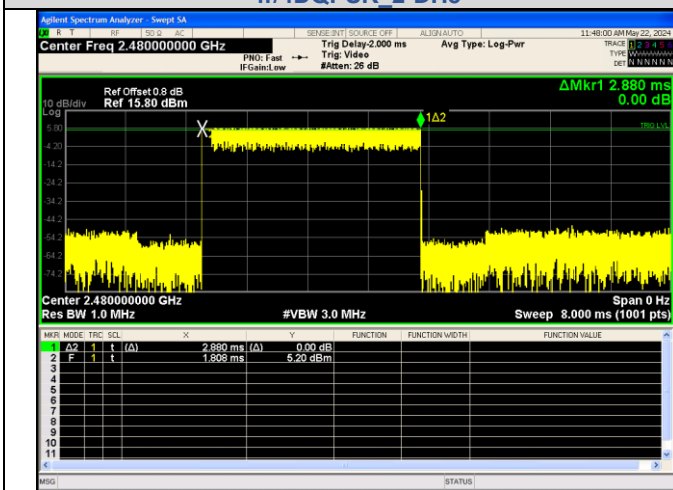 Agilent Spectrum Analyzer - Swept SA
R T RF 50 Ω AC SENSE:INT SOURCE OFF ALIGN AUTO 11:48:00 AM May 22, 2024
Center Freq 2.480000000 GHz Trig Delay-2.000 ms Avg Type: Log-Pwr TRACE 1 2 3 4 5 6
PNO: Fast Trig: Video TYPE
IFGain:Low #Atten: 26 dB DET N N N N N N
ΔMkr1 2.880 ms
0.00 dB
Ref Offset 0.8 dB
10 dB/div Ref 15.80 dBm
Log
1Δ2
X
5.80
TRIG LVL
-4.20
-14.2
-24.2
-34.2
-44.2
-54.2
-64.2
-74.2
Center 2.480000000 GHz Span 0 Hz
Res BW 1.0 MHz #VBW 3.0 MHz Sweep 8.000 ms (1001 pts)
MKR MODE TRC SCL X Y FUNCTION FUNCTION WIDTH FUNCTION VALUE
1 Δ2 1 t (Δ) 2.880 ms (Δ) 0.00 dB
2 F 1 t 1.808 ms 5.20 dBm
3
4
5
6
7
8
9
10
11
MSG STATUS